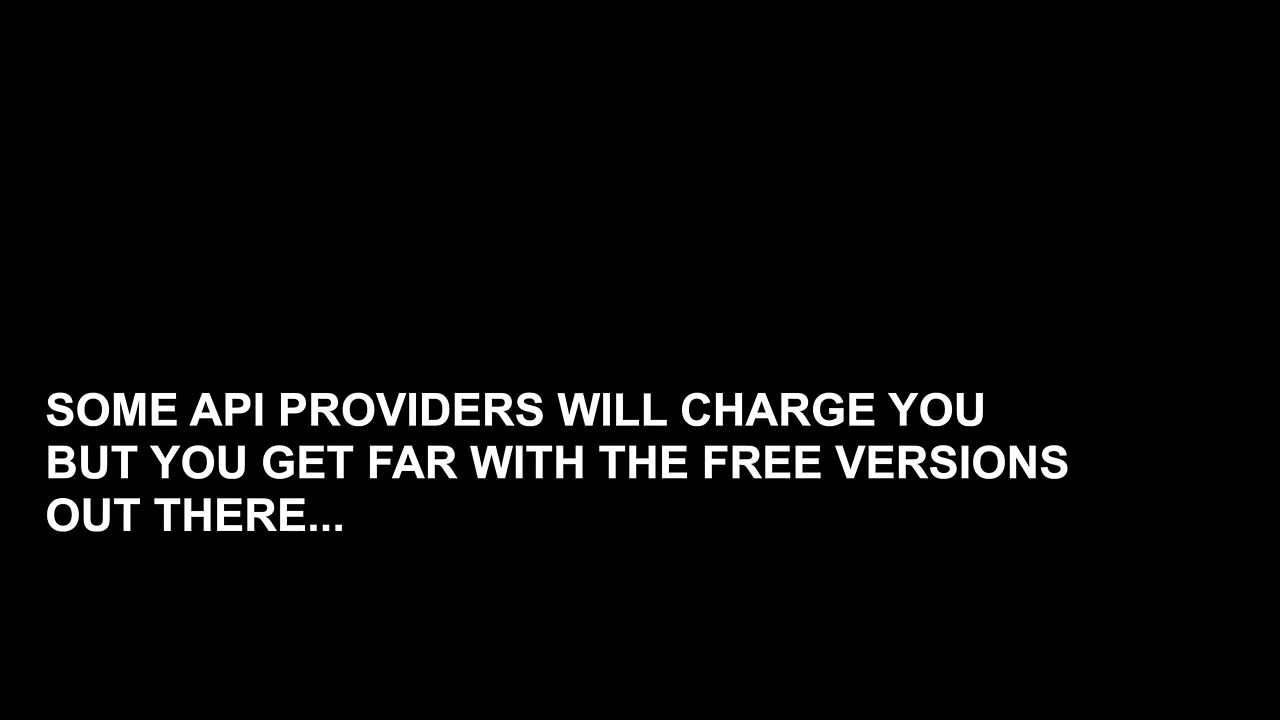 SOME API PROVIDERS WILL CHARGE YOU
BUT YOU GET FAR WITH THE FREE VERSIONS
OUT THERE...